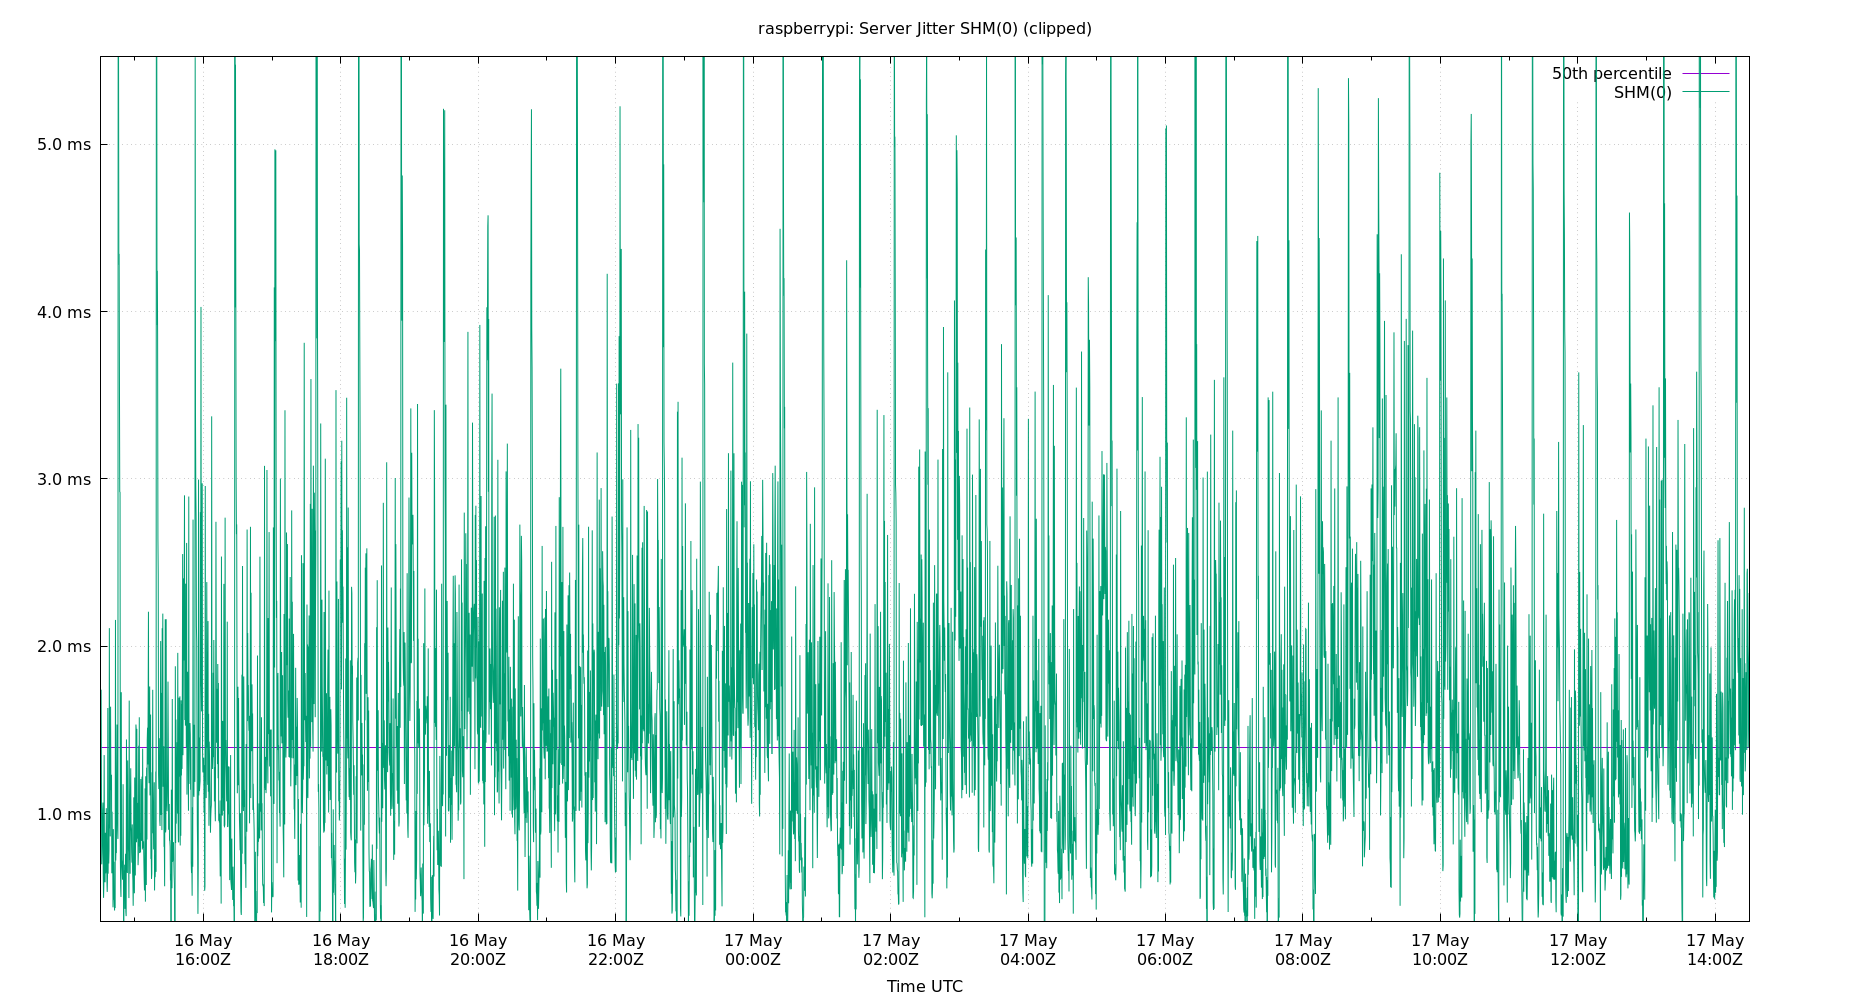 raspberrypi: Server Jitter SHM(0) (clipped)
50th percentile
SHM(0)
5.0 ms
4.0 ms
3.0 ms
2.0 ms
1.0 ms
16 May 16 May 16 May 16 May 17 May 17 May 17 May 17 May 17 May 17 May 17 May 17 May
16:00Z 18:00Z 20:00Z 22:00Z 00:00Z 02:00Z 04:00Z 06:00Z 08:00Z 10:00Z 12:00Z 14:00Z
Time UTC